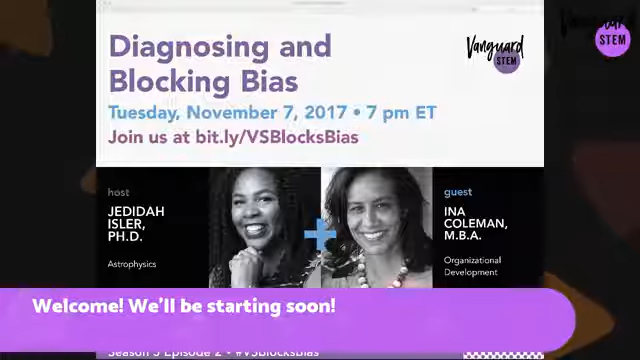 Diagnosing and
Blocking Bias
Vanguard
STEM
Vanguard
STEM
Tuesday, November 7, 2017 • 7 pm ET
Join us at bit.ly/VSBlocksBias
host
JEDIDAH
ISLER,
PH.D.
Astrophysics
+
guest
INA
COLEMAN,
M.B.A.
Organizational
Development
Welcome! We'll be starting soon!
Season 3 Episode 2 • #VSBlocksBias